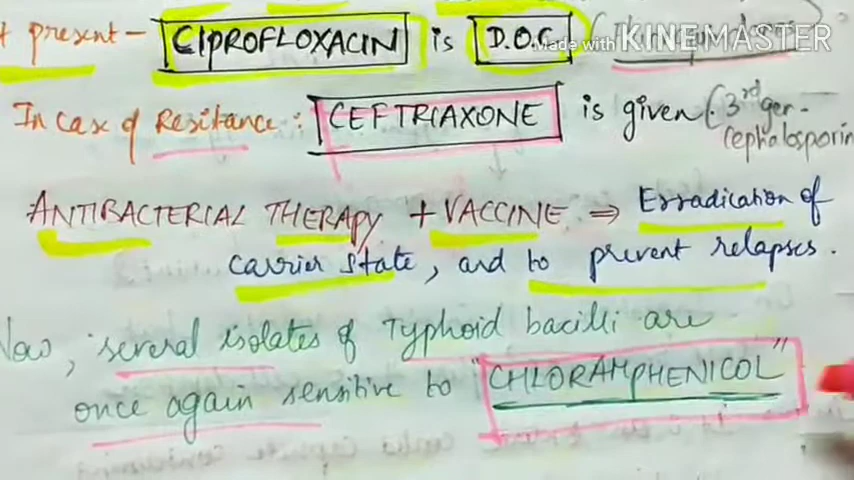 present - CIPROFLOXACIN is D.O.C
Made with KINEMASTER
In Case of Resitance: CEFTRIAXONE is given. (3rd gen-
cephalosporin
ANTIBACTERIAL THERAPY + VACCINE ⇒ Erradication of
carrier state, and to prevent relapses.
Now, several isolates of Typhoid bacilli are
once again sensitive to "CHLORAMPHENICOL"